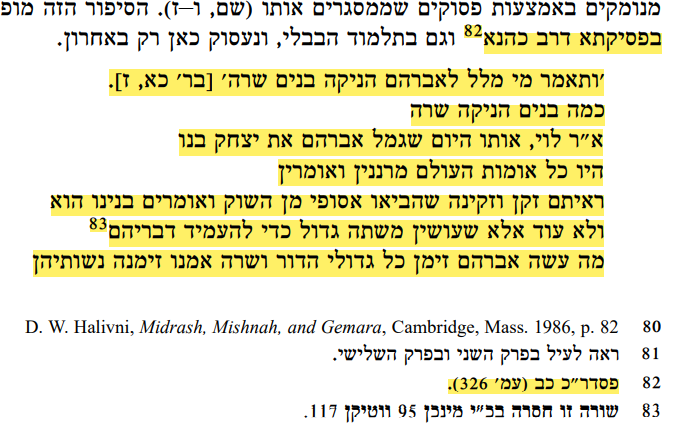 מנומקים באמצעות פסוקים שממסגרים אותו (שם, ו–ז). הסיפור הזה מופ
בפסיקתא דרב כהנא82 וגם בתלמוד הבבלי, ונעסוק כאן רק באחרון.
'ותאמר מי מלל לאברהם הניקה בנים שרה' [בר' כא, ז].
כמה בנים הניקה שרה
א״ר לוי, אותו היום שגמל אברהם את יצחק בנו
היו כל אומות העולם מרננין ואומרין
ראיתם זקן וזקינה שהביאו אסופי מן השוק ואומרים בנינו הוא
ולא עוד אלא שעושין משתה גדול כדי להעמיד דבריהם83
מה עשה אברהם זימן כל גדולי הדור ושרה אמנו זימנה נשותיהן
80 D. W. Halivni, Midrash, Mishnah, and Gemara, Cambridge, Mass. 1986, p. 82
81 ראה לעיל בפרק השני ובפרק השלישי.
82 פסדר״כ כב (עמ' 326).
83 שורה זו חסרה בכ״י מינכן 95 ווטיקן 117.